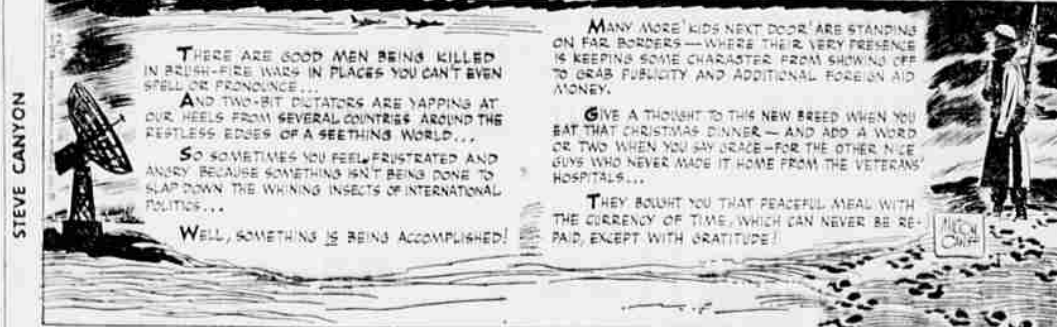 STEVE CANYON
THERE ARE GOOD MEN BEING KILLED
IN BRUSH-FIRE WARS IN PLACES YOU CAN'T EVEN
SPELL OR PRONOUNCE...
AND TWO-BIT DICTATORS ARE YAPPING AT
OUR HEELS FROM SEVERAL COUNTRIES AROUND THE
RESTLESS EDGES OF A SEETHING WORLD...
SO SOMETIMES YOU FEEL FRUSTRATED AND
ANGRY BECAUSE SOMETHING ISN'T BEING DONE TO
SLAP DOWN THE WHINING INSECTS OF INTERNATIONAL
POLITICS...
WELL, SOMETHING IS BEING ACCOMPLISHED!
MANY MORE 'KIDS NEXT DOOR' ARE STANDING
ON FAR BORDERS—WHERE THEIR VERY PRESENCE
IS KEEPING SOME CHARACTER FROM SHOWING OFF
TO GRAB PUBLICITY AND ADDITIONAL FOREIGN AID
MONEY.
GIVE A THOUGHT TO THIS NEW BREED WHEN YOU
EAT THAT CHRISTMAS DINNER—AND ADD A WORD
OR TWO WHEN YOU SAY GRACE—FOR THE OTHER NICE
GUYS WHO NEVER MADE IT HOME FROM THE VETERANS'
HOSPITALS...
THEY BOUGHT YOU THAT PEACEFUL MEAL WITH
THE CURRENCY OF TIME, WHICH CAN NEVER BE RE-
PAID, EXCEPT WITH GRATITUDE!
MILTON
CANIFF